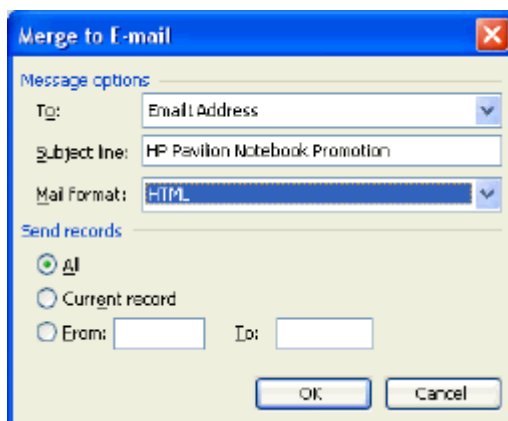 Merge to E-mail
Message options
To: Email Address
Subject line: HP Pavilion Notebook Promotion
Mail format: HTML
Send records
All
Current record
From: To:
OK Cancel